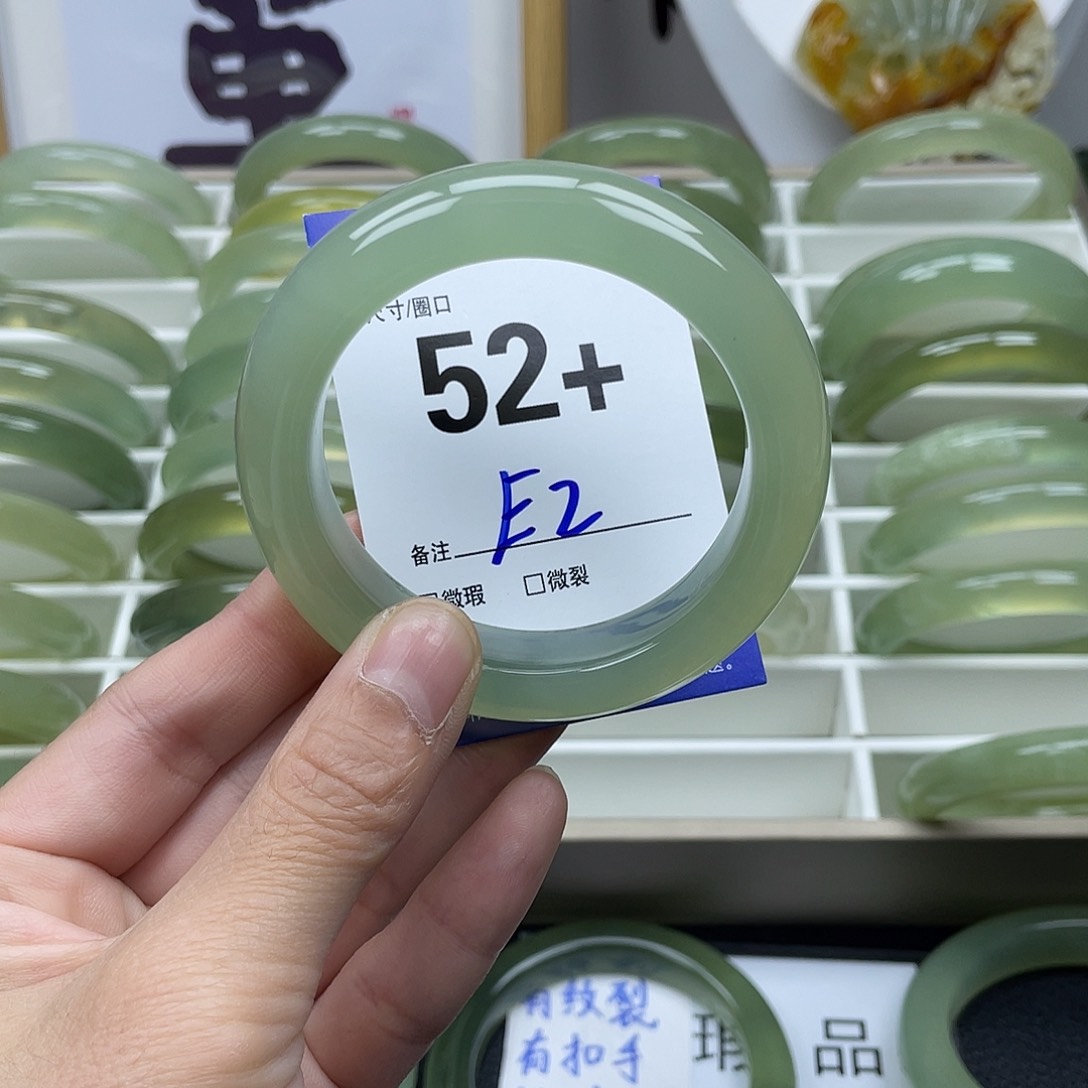 尺寸/圈口
52+
E2
备注
微瑕 □微裂
有纹裂
有扣手
瑕 品